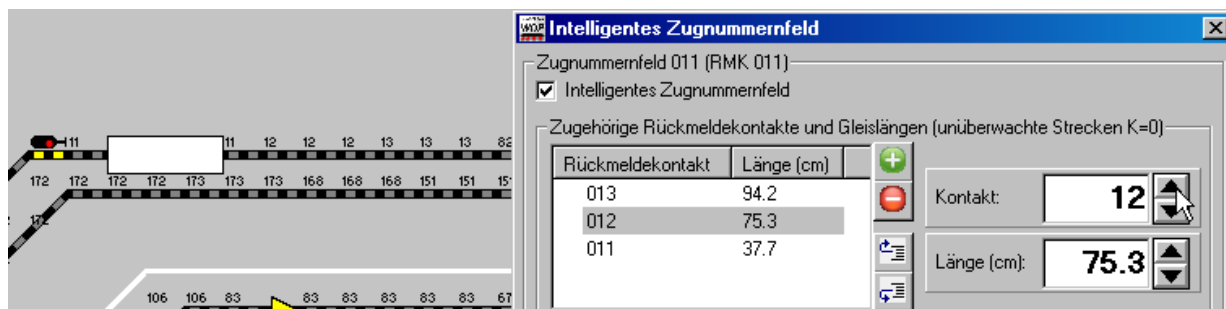 Intelligentes Zugnummernfeld
Zugnummernfeld 011 (RMK 011)
Intelligentes Zugnummernfeld
Zugehörige Rückmeldekontakte und Gleislängen (unüberwachte Strecken K=0)
Rückmeldekontakt Länge (cm)
013 94.2
012 75.3
011 37.7
Kontakt: 12
Länge (cm): 75.3
11 11 12 12 12 13 13 13 82
172 172 172 172 173 173 173 168 168 168 151 151 15
172
106 106 83 83 83 83 83 83 67